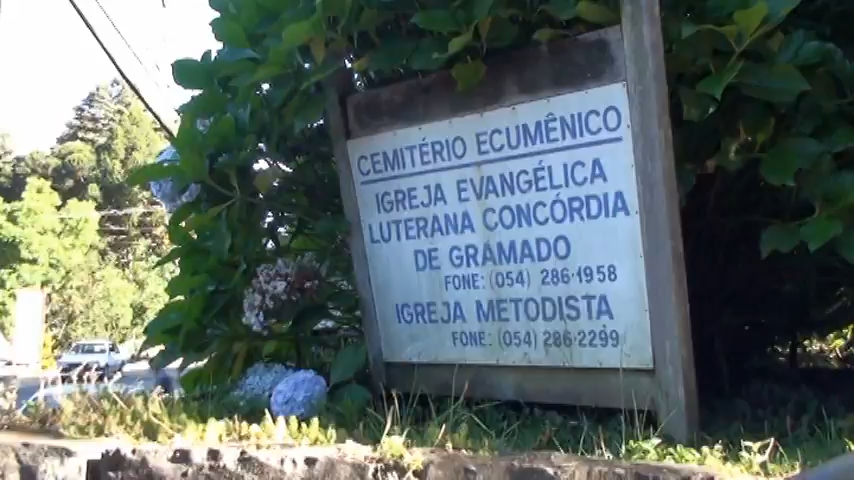 CEMITÉRIO ECUMÊNICO
IGREJA EVANGÉLICA
LUTERANA CONCÓRDIA
DE GRAMADO
FONE: (054) 286·1958
IGREJA METODISTA
FONE: (054) 286·2299